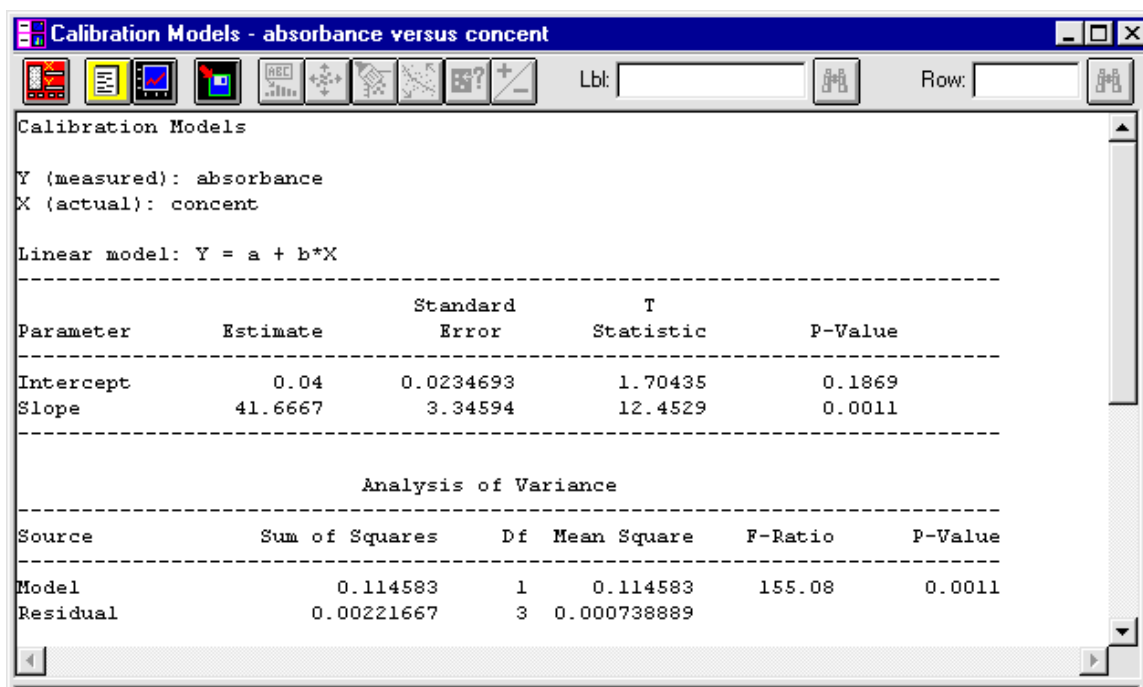 Calibration Models - absorbance versus concent
ABC
Lbl:
Row:
Calibration Models
Y (measured): absorbance
X (actual): concent
Linear model: Y = a + b*X
Standard T
Parameter Estimate Error Statistic P-Value
Intercept 0.04 0.0234693 1.70435 0.1869
Slope 41.6667 3.34594 12.4529 0.0011
Analysis of Variance
Source Sum of Squares Df Mean Square F-Ratio P-Value
Model 0.114583 1 0.114583 155.08 0.0011
Residual 0.00221667 3 0.000738889